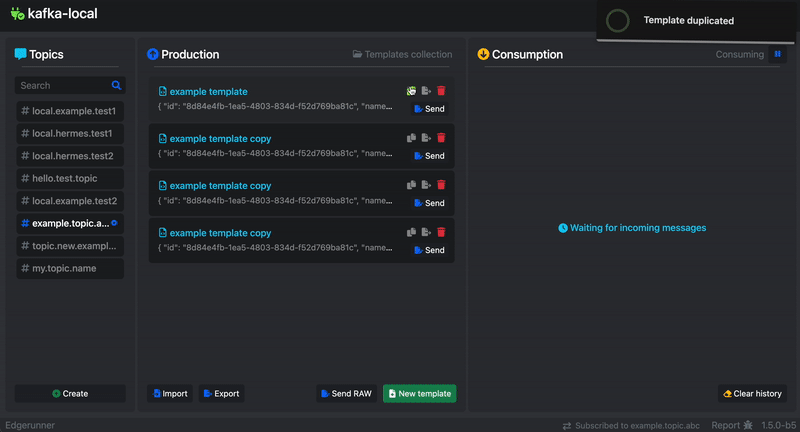 kafka-local
Template duplicated
Topics
Search
# local.example.test1
# local.hermes.test1
# local.hermes.test2
# hello.test.topic
# local.example.test2
# example.topic.a...
# topic.new.exampl...
# my.topic.name
Create
Production
Templates collection
example template
{ "id": "8d84e4fb-1ea5-4803-834d-f52d769ba81c", "name...
Send
example template copy
{ "id": "8d84e4fb-1ea5-4803-834d-f52d769ba81c", "name...
Send
example template copy
{ "id": "8d84e4fb-1ea5-4803-834d-f52d769ba81c", "name...
Send
example template copy
{ "id": "8d84e4fb-1ea5-4803-834d-f52d769ba81c", "name...
Send
Import
Export
Send RAW
New template
Consumption
Consuming
Waiting for incoming messages
Clear history
Edgerunner
Subscribed to example.topic.abc
Report
1.5.0-b5